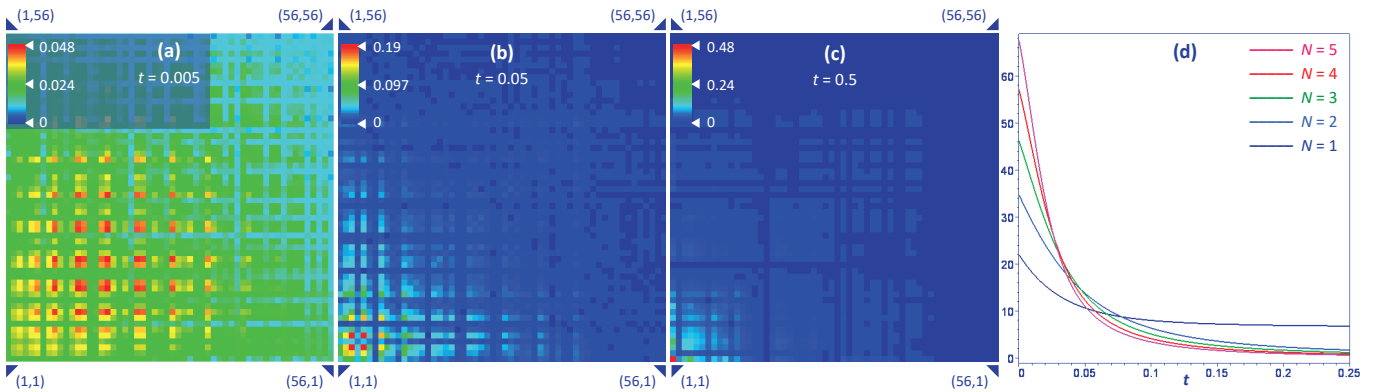 (1,56) (56,56) (1,56) (56,56) (1,56) (56,56)
0.048 (a) 0.19 (b) 0.48 (c) (d) N = 5
t = 0.005 t = 0.05 t = 0.5 N = 4
0.024 0.097 0.24 N = 3
0 0 0 N = 2
N = 1
60
50
40
30
20
10
0
0 0.05 0.1 0.15 0.2 0.25
t
(1,1) (56,1) (1,1) (56,1) (1,1) (56,1)